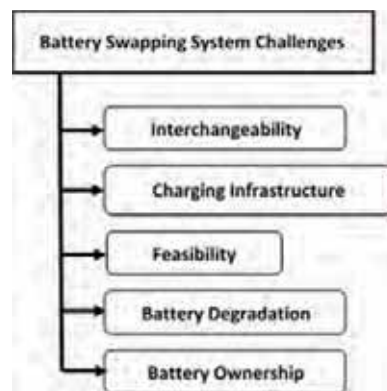 Battery Swapping System Challenges
Interchangeability
Charging Infrastructure
Feasibility
Battery Degradation
Battery Ownership